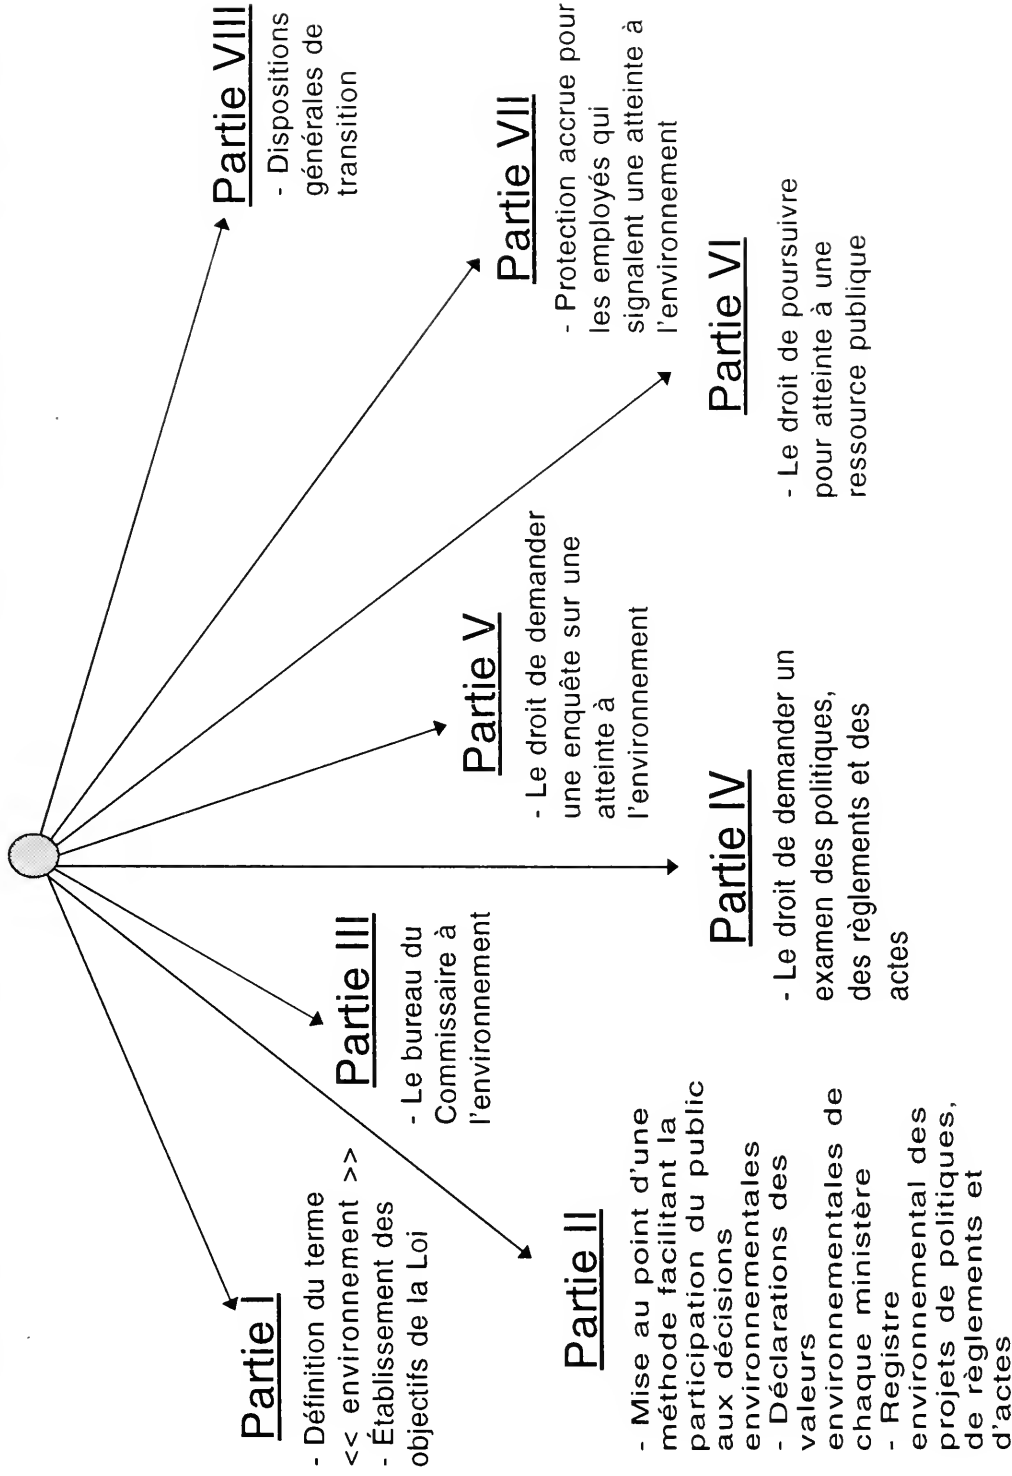 Partie I
- Définition du terme
<< environnement >>
- Établissement des
objectifs de la Loi
Partie II
- Mise au point d'une
méthode facilitant la
participation du public
aux décisions
environnementales
- Déclarations des
valeurs
environnementales de
chaque ministère
- Registre
environnemental des
projets de politiques,
de règlements et
d'actes
Partie III
- Le bureau du
Commissaire à
l'environnement
Partie IV
- Le droit de demander un
examen des politiques,
des règlements et des
actes
Partie V
- Le droit de demander
une enquête sur une
atteinte à
l'environnement
Partie VI
- Le droit de poursuivre
pour atteinte à une
ressource publique
Partie VII
- Protection accrue pour
les employés qui
signalent une atteinte à
l'environnement
Partie VIII
- Dispositions
générales de
transition